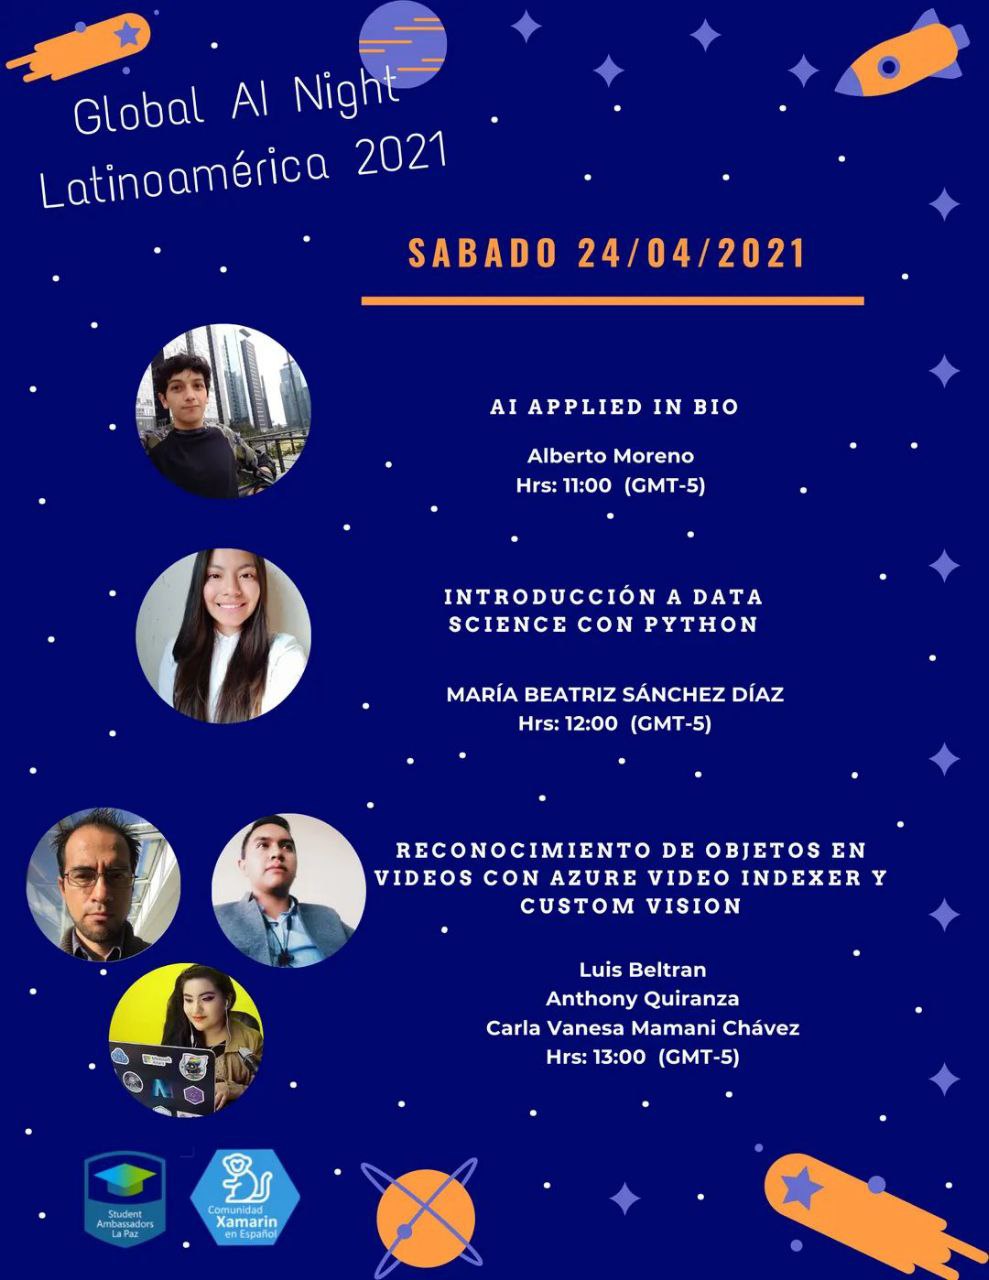 Global AI Night
Latinoamérica 2021
SABADO 24/04/2021
AI APPLIED IN BIO
Alberto Moreno
Hrs: 11:00 (GMT-5)
INTRODUCCIÓN A DATA
SCIENCE CON PYTHON
MARÍA BEATRIZ SÁNCHEZ DÍAZ
Hrs: 12:00 (GMT-5)
RECONOCIMIENTO DE OBJETOS EN
VIDEOS CON AZURE VIDEO INDEXER Y
CUSTOM VISION
Luis Beltran
Anthony Quiranza
Carla Vanesa Mamani Chávez
Hrs: 13:00 (GMT-5)
Student
Ambassadors
La Paz
Comunidad
Xamarin
en Español